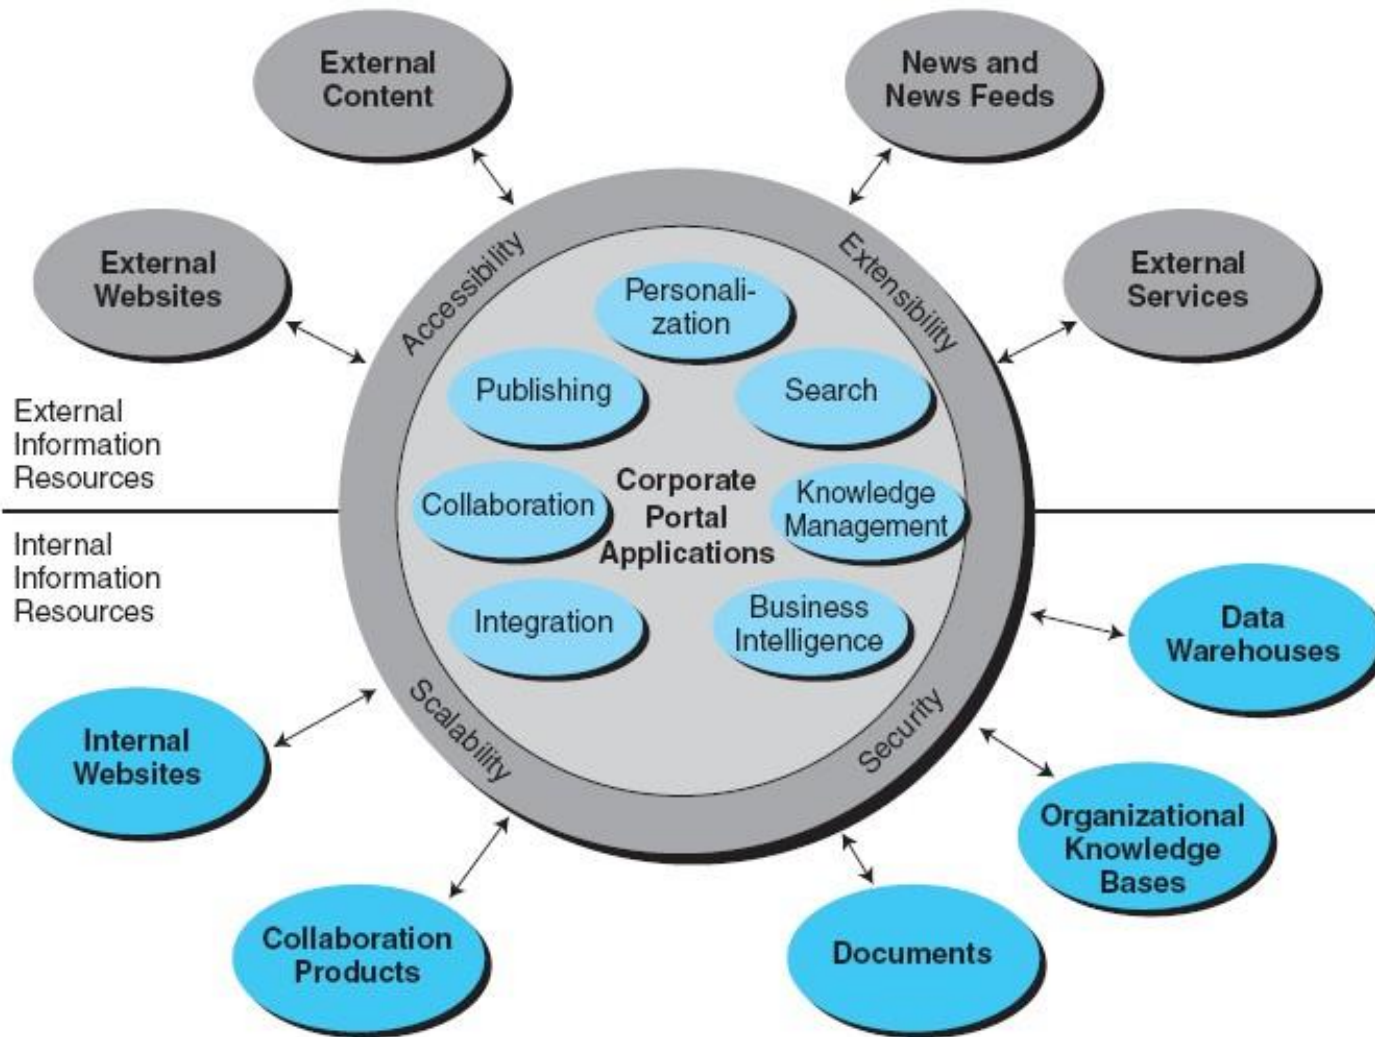 External
Content
News and
News Feeds
External
Websites
External
Services
Accessibility
Extensibility
Personali-
zation
Publishing
Search
External
Information
Resources
Collaboration
Corporate
Portal
Applications
Knowledge
Management
Internal
Information
Resources
Integration
Business
Intelligence
Data
Warehouses
Scalability
Security
Internal
Websites
Organizational
Knowledge
Bases
Collaboration
Products
Documents